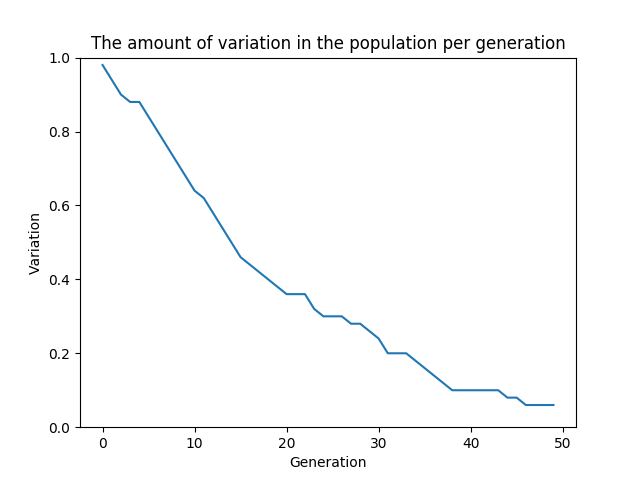 The amount of variation in the population per generation
1.0
0.8
0.6
0.4
0.2
0.0
Variation
0 10 20 30 40 50
Generation